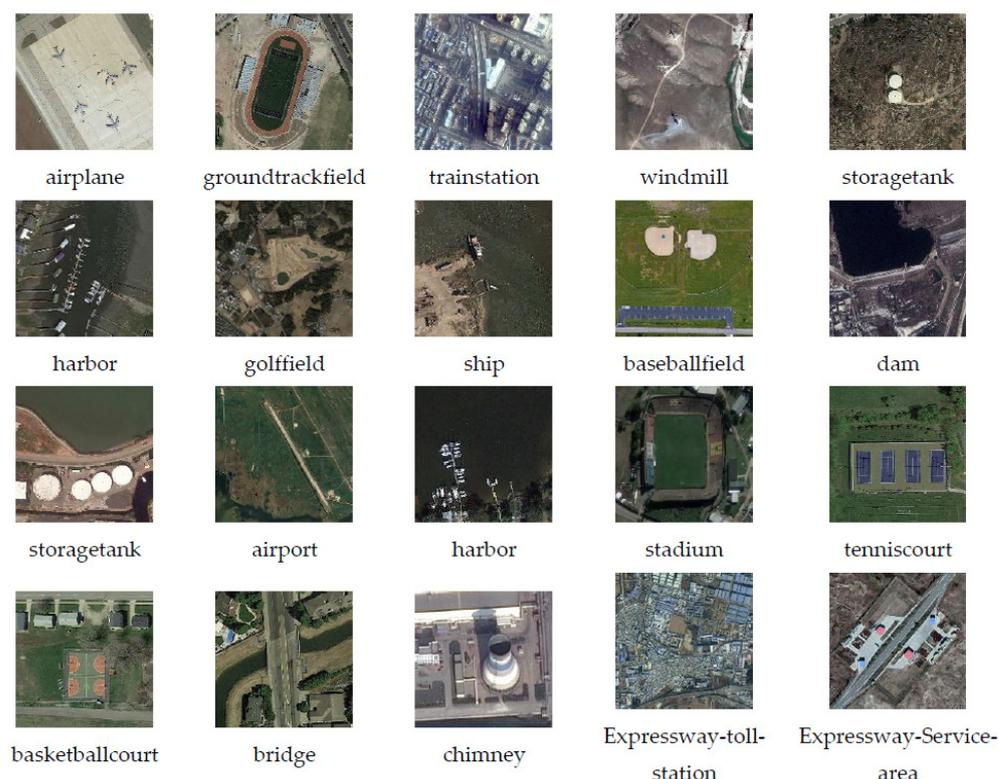 airplane
groundtrackfield
trainstation
windmill
storagetank
harbor
golffield
ship
baseballfield
dam
storagetank
airport
harbor
stadium
tenniscourt
basketballcourt
bridge
chimney
Expressway-toll-
station
Expressway-Service-
area